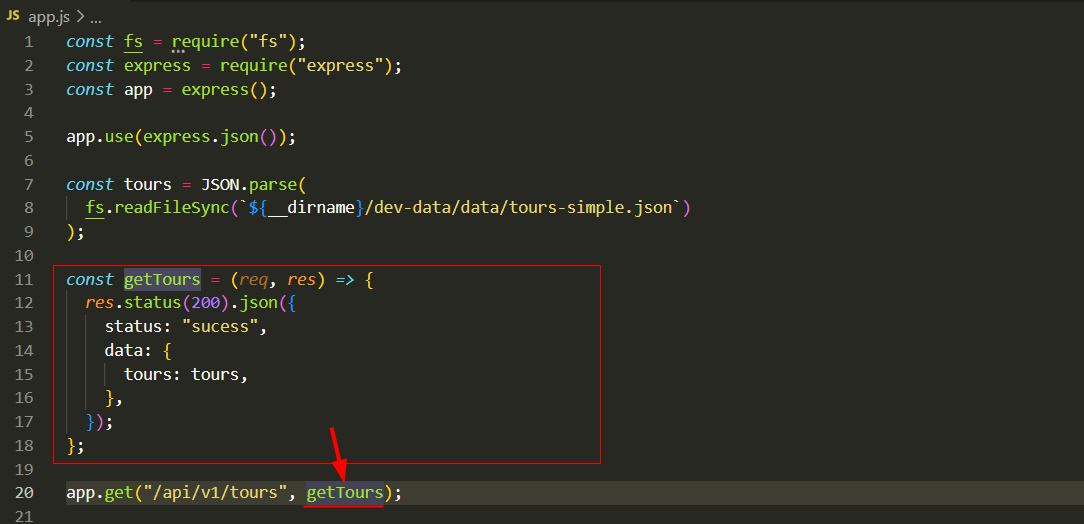 JS app.js > ...
1 const fs = require("fs");
2 const express = require("express");
3 const app = express();
4
5 app.use(express.json());
6
7 const tours = JSON.parse(
8   fs.readFileSync(`${__dirname}/dev-data/data/tours-simple.json`)
9 );
10
11 const getTours = (req, res) => {
12   res.status(200).json({
13     status: "sucess",
14     data: {
15       tours: tours,
16     },
17   });
18 };
19
20 app.get("/api/v1/tours", getTours);
21